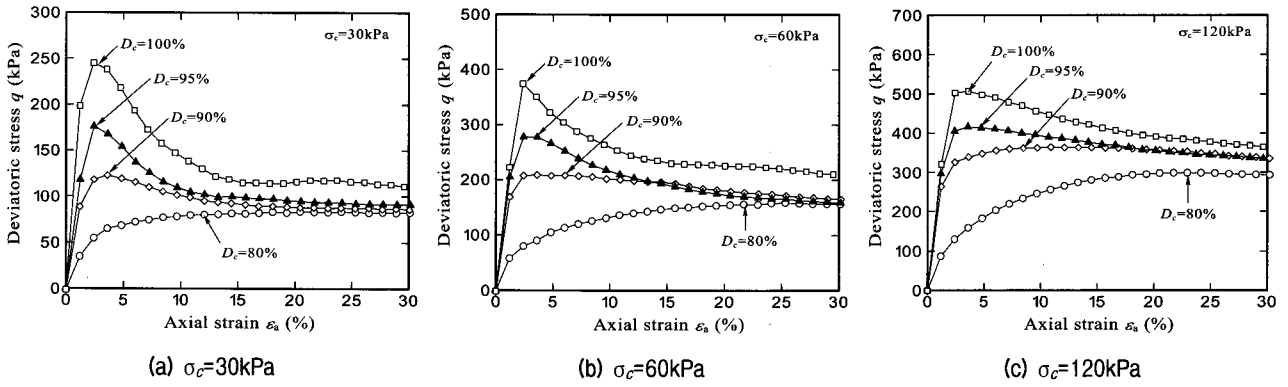 Deviatoric stress q (kPa)
300
250
200
150
100
50
0
σc=30kPa
Dc=100%
Dc=95%
Dc=90%
Dc=80%
0 5 10 15 20 25 30
Axial strain εa (%)
(a) σc=30kPa
Deviatoric stress q (kPa)
500
400
300
200
100
0
σc=60kPa
Dc=100%
Dc=95%
Dc=90%
Dc=80%
0 5 10 15 20 25 30
Axial strain εa (%)
(b) σc=60kPa
Deviatoric stress q (kPa)
700
600
500
400
300
200
100
0
σc=120kPa
Dc=100%
Dc=95%
Dc=90%
Dc=80%
0 5 10 15 20 25 30
Axial strain εa (%)
(c) σc=120kPa